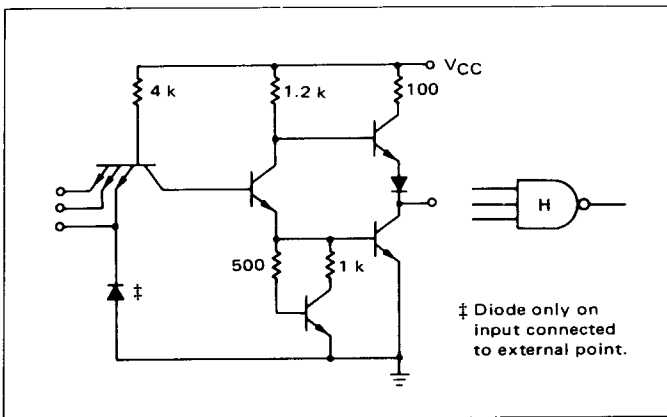 VCC
4 k
1.2 k
100
H
500
1 k
‡
‡ Diode only on
input connected
to external point.